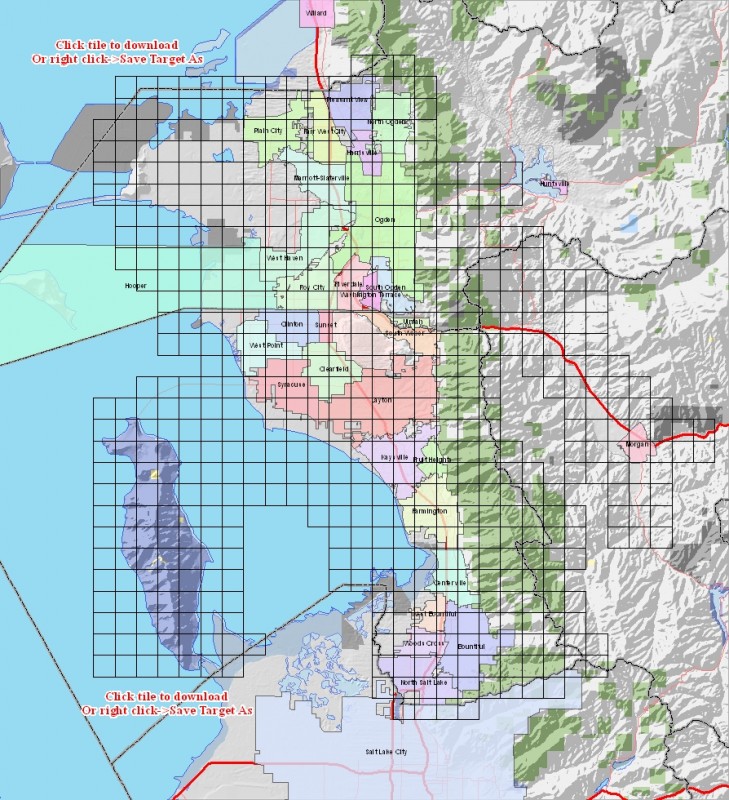 Willard
Click tile to download
Or right click->Save Target As
Pleasant View
North Ogden
Plain City
Farr West City
Harrisville
Marriott-Slaterville
Huntsville
Ogden
West Haven
Hooper
Roy City
Riverdale
South Ogden
Washington Terrace
Uintah
South Weber
Clinton
Sunset
West Point
Clearfield
Syracuse
Layton
Morgan
Kaysville
Fruit Heights
Farmington
Centerville
West Bountiful
Woods Cross
Bountiful
North Salt Lake
Click tile to download
Or right click->Save Target As
Salt Lake City